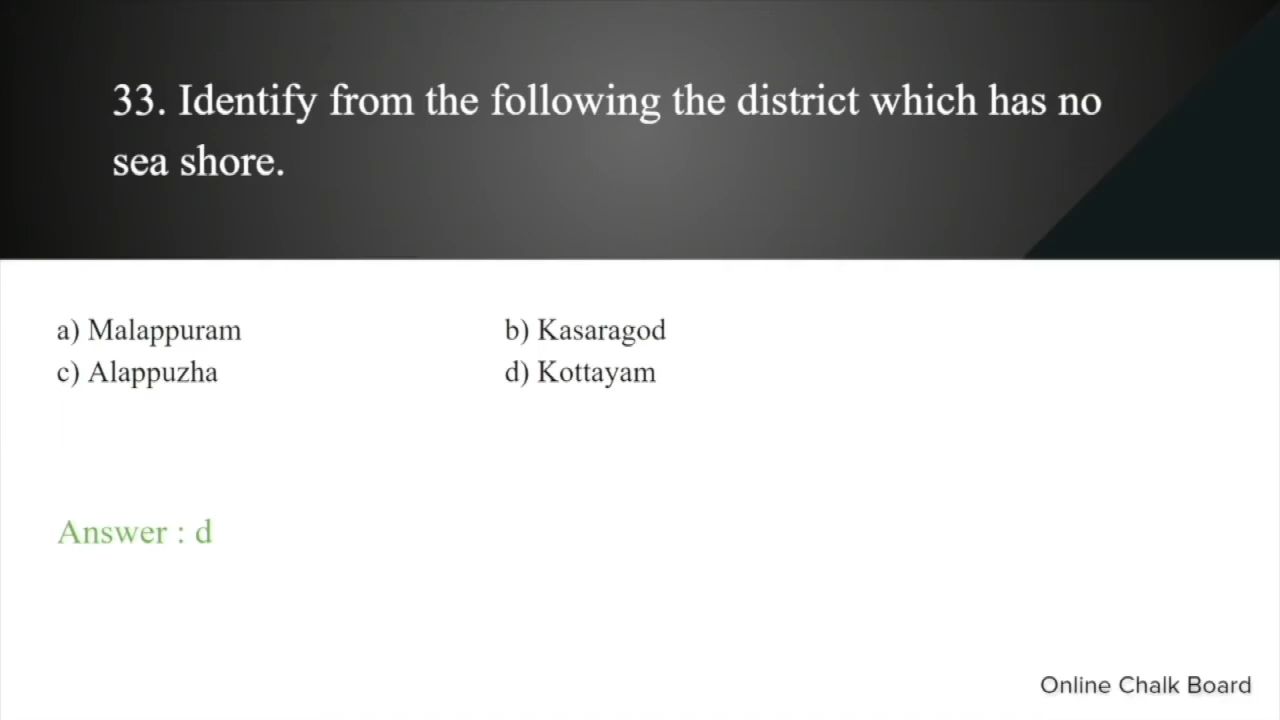 33. Identify from the following the district which has no
sea shore.
a) Malappuram b) Kasaragod
c) Alappuzha d) Kottayam
Answer : d
Online Chalk Board